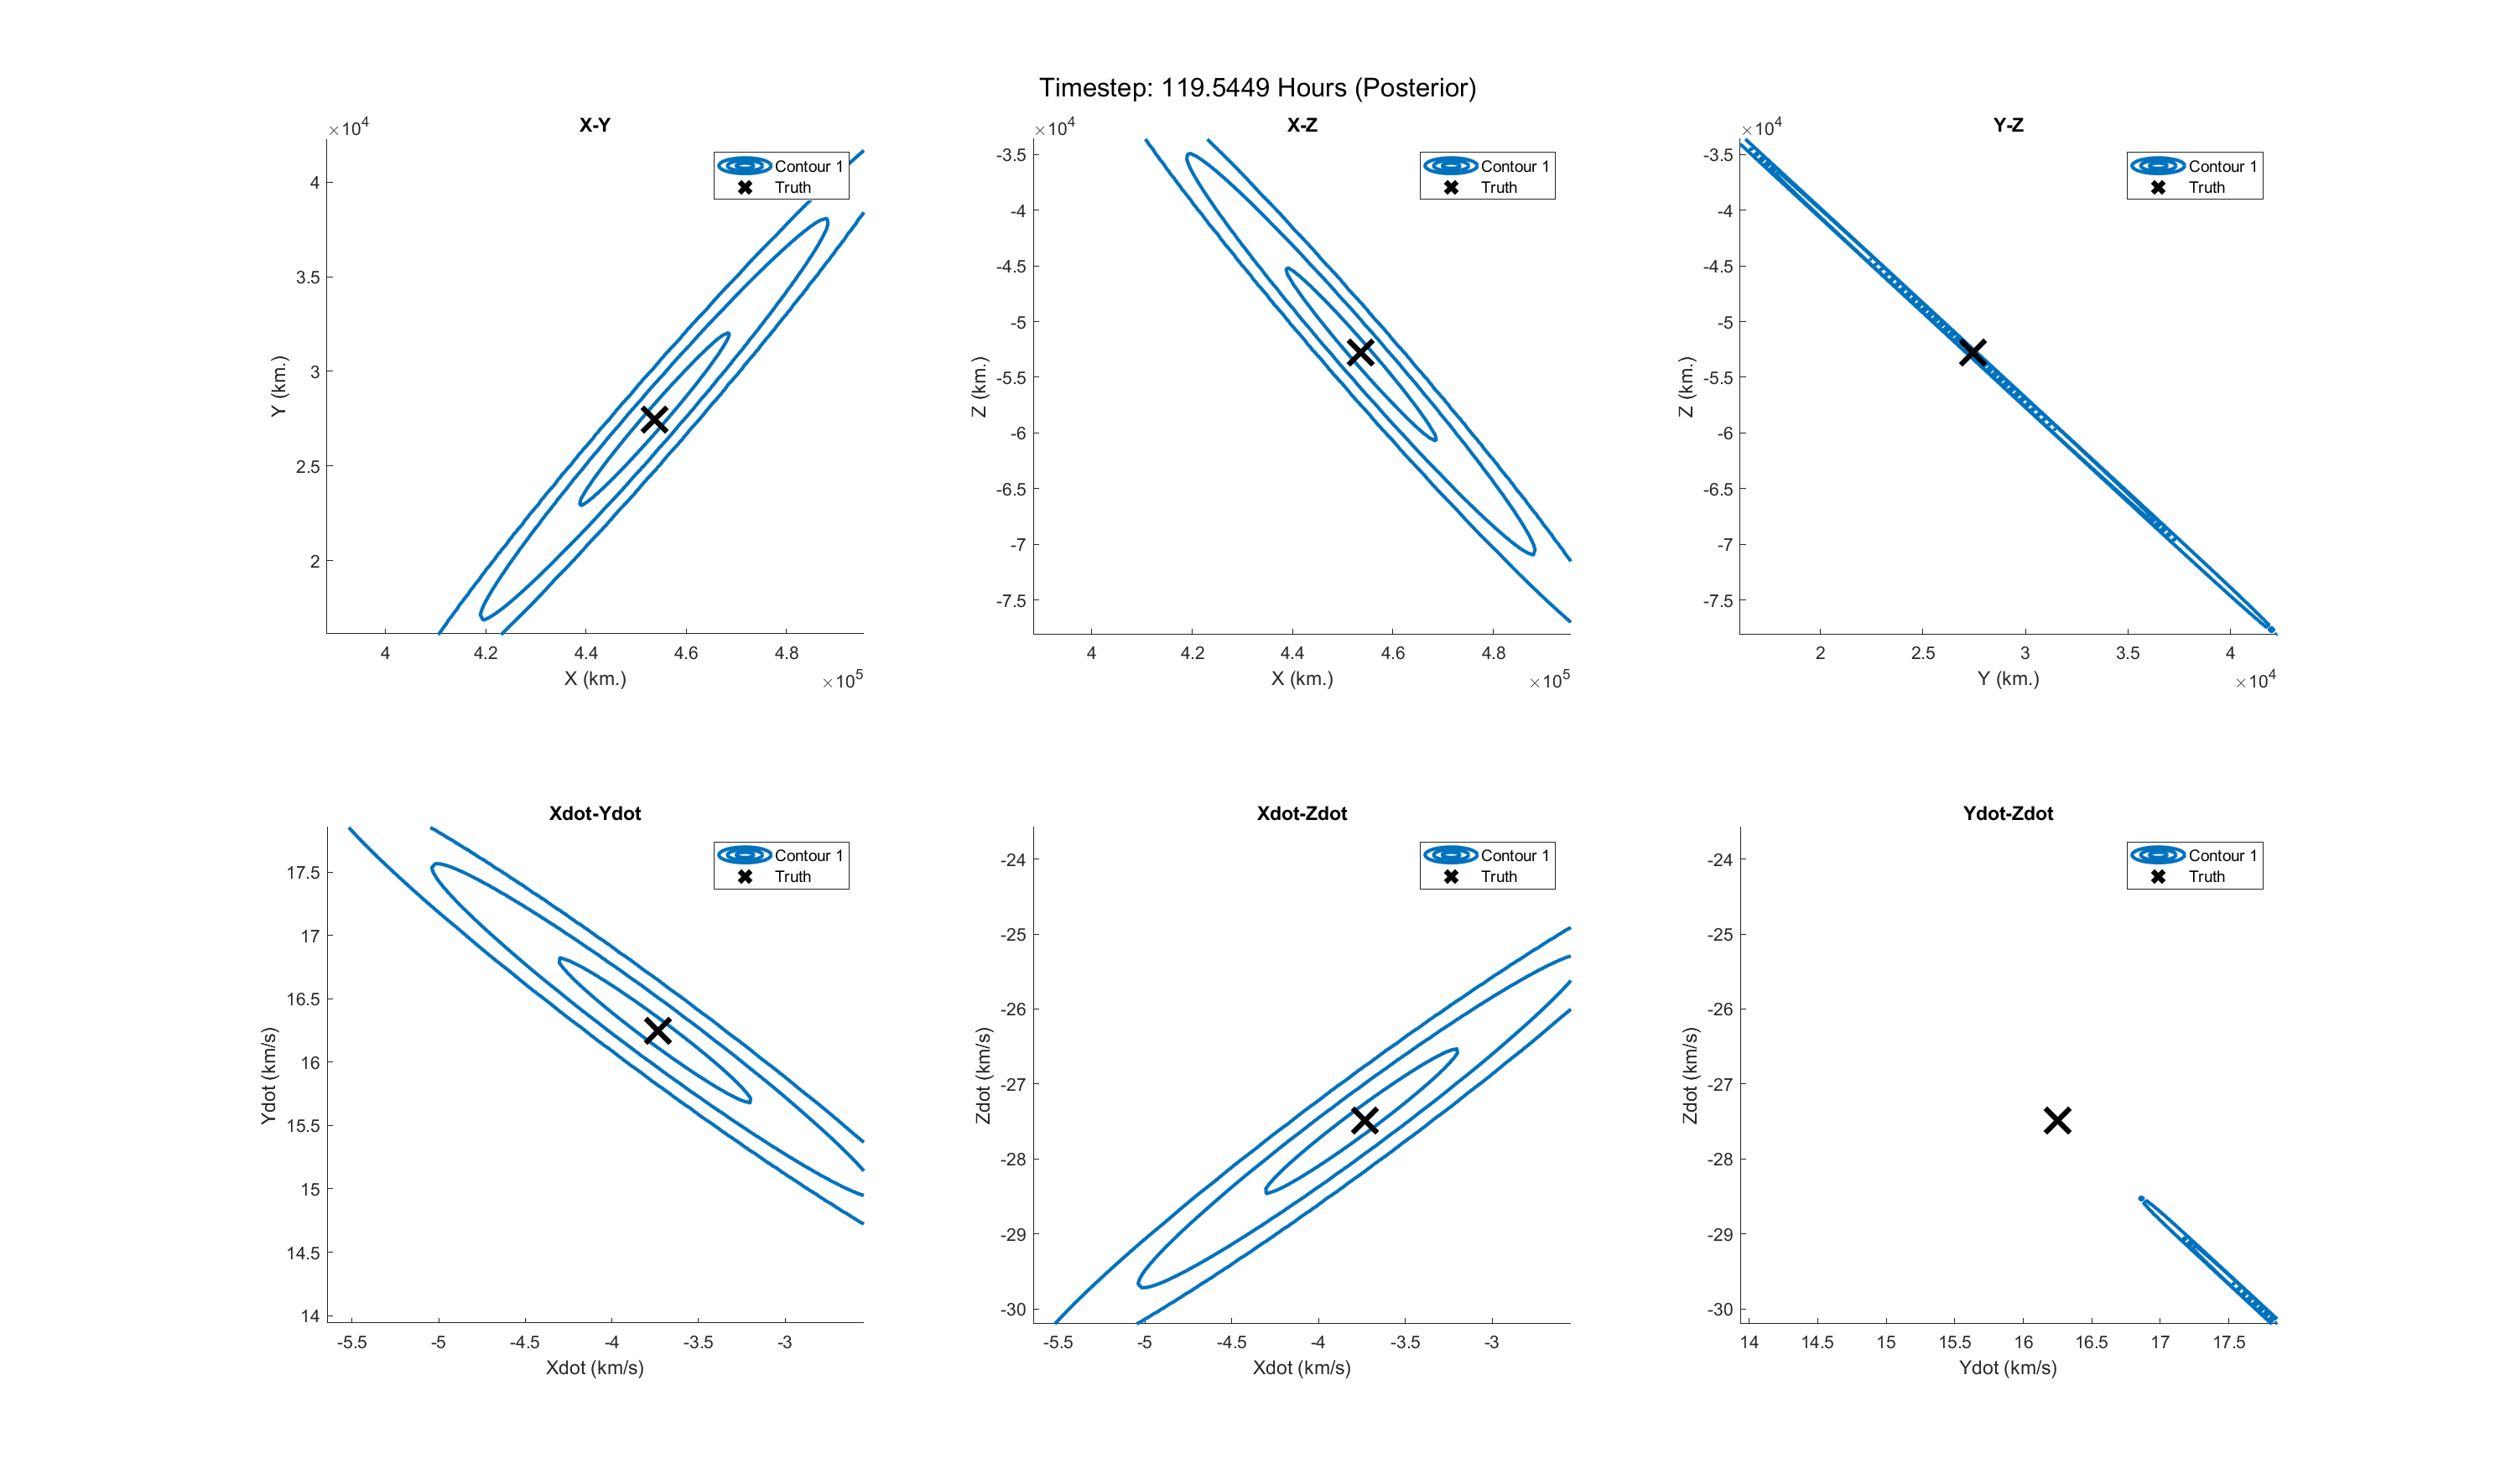 Timestep: 119.5449 Hours (Posterior)
X-Y
×10^4
4
3.5
3
2.5
2
Y (km.)
4 4.2 4.4 4.6 4.8
X (km.)
×10^5
Contour 1
Truth
X-Z
×10^4
-3.5
-4
-4.5
-5
-5.5
-6
-6.5
-7
-7.5
Z (km.)
4 4.2 4.4 4.6 4.8
X (km.)
×10^5
Contour 1
Truth
Y-Z
×10^4
-3.5
-4
-4.5
-5
-5.5
-6
-6.5
-7
-7.5
Z (km.)
2 2.5 3 3.5 4
Y (km.)
×10^4
Contour 1
Truth
Xdot-Ydot
17.5
17
16.5
16
15.5
15
14.5
14
Ydot (km/s)
-5.5 -5 -4.5 -4 -3.5 -3
Xdot (km/s)
Contour 1
Truth
Xdot-Zdot
-24
-25
-26
-27
-28
-29
-30
Zdot (km/s)
-5.5 -5 -4.5 -4 -3.5 -3
Xdot (km/s)
Contour 1
Truth
Ydot-Zdot
-24
-25
-26
-27
-28
-29
-30
Zdot (km/s)
14 14.5 15 15.5 16 16.5 17 17.5
Ydot (km/s)
Contour 1
Truth